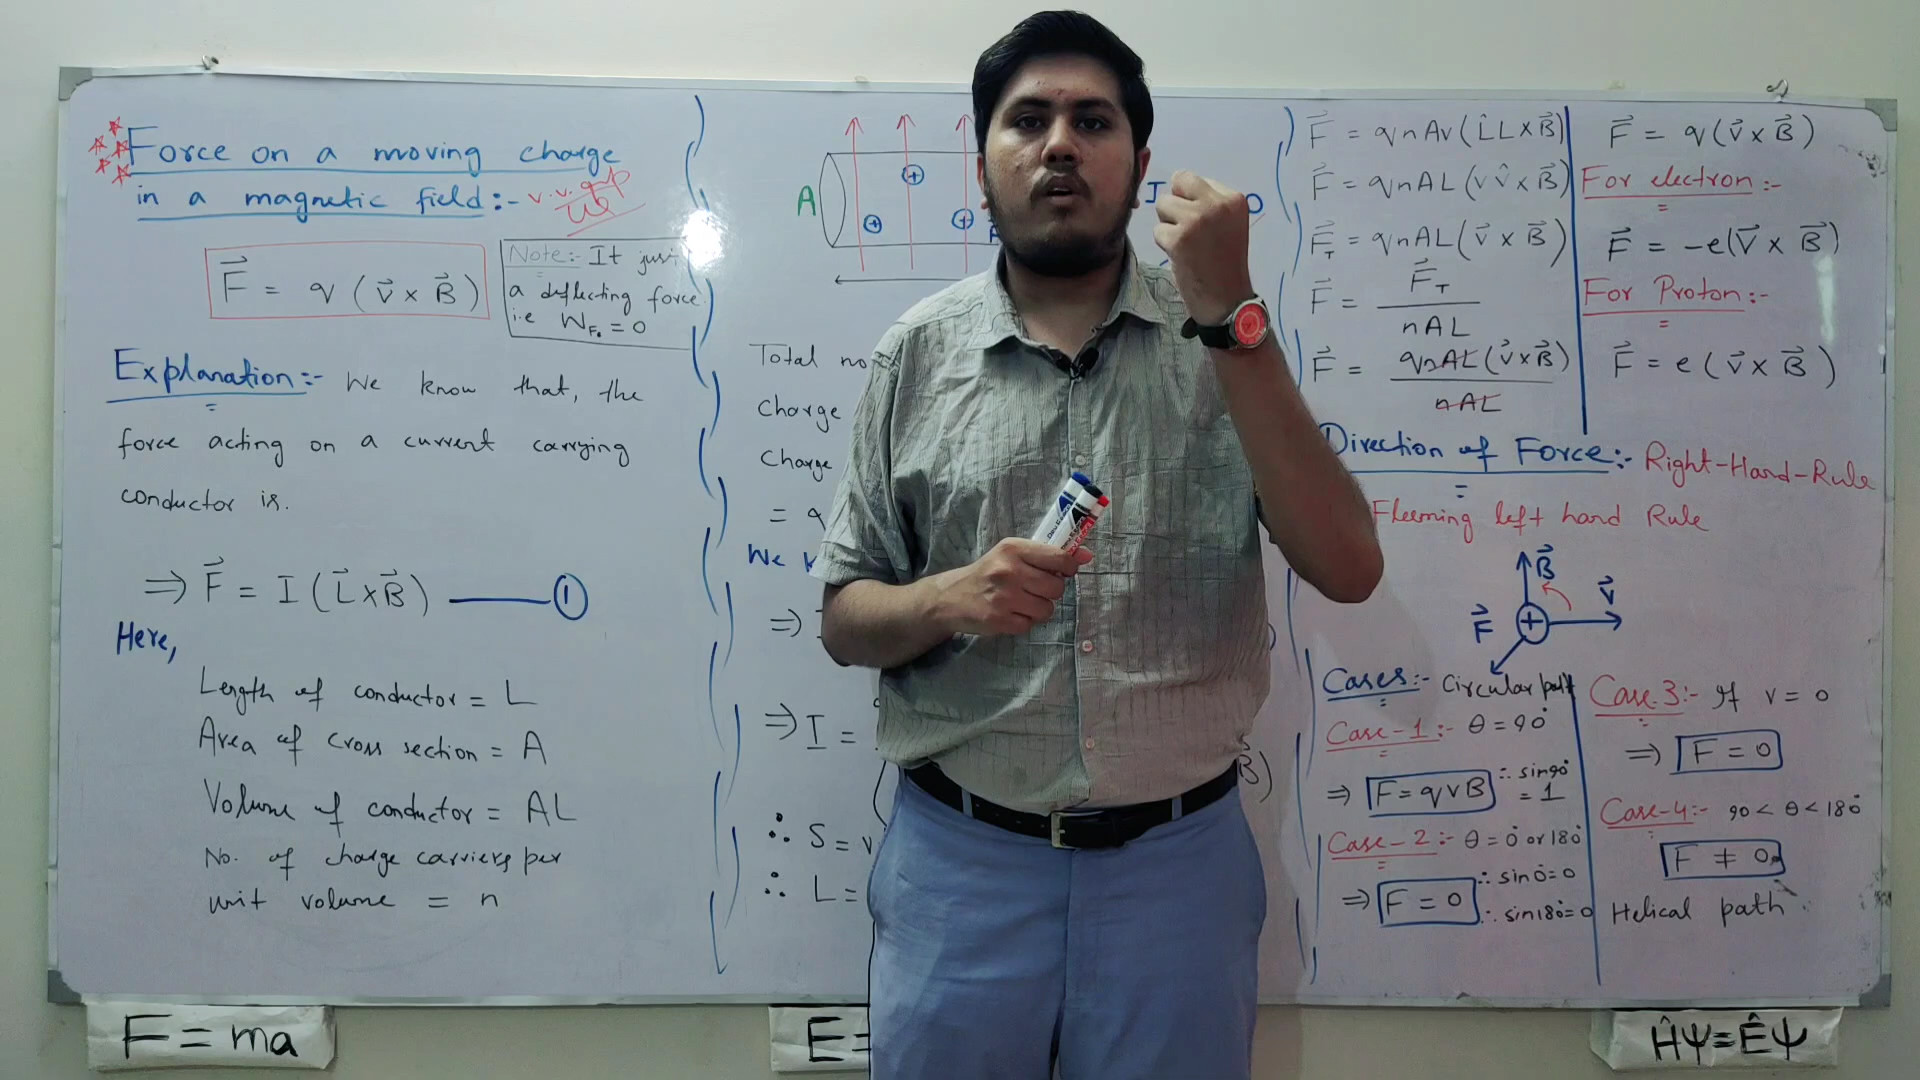 Force on a moving charge
in a magnetic field:- v.v.
F⃗ = q (v⃗ × B⃗)
Note:- It just
a deflecting force
i.e W_F = 0
Explanation:- We know that, the
force acting on a current carrying
conductor is.
⇒ F⃗ = I (L⃗ × B⃗) —— ①
Here,
Length of conductor = L
Area of cross section = A
Volume of conductor = AL
No. of charge carriers per
unit volume = n
A
I
Total no
charge
charge
= q
We
⇒
⇒ I =
B)
∴ S = v
∴ L =
F⃗ = qnAv (L̂L × B⃗)
F⃗ = qnAL (v v̂ × B⃗)
F⃗_T = qnAL (v⃗ × B⃗)
F⃗ = F⃗_T / nAL
F⃗ = qnAL (v⃗ × B⃗) / nAL
F⃗ = q (v⃗ × B⃗)
For electron:-
F⃗ = -e(v⃗ × B⃗)
For Proton:-
F⃗ = e (v⃗ × B⃗)
Direction of Force:- Right-Hand-Rule
Fleeming left hand Rule
B⃗
v⃗
F⃗
+
Cases:- Circular path
Case-1:- θ = 90°
⇒ F = qvB ∴ sin90° = 1
Case-2:- θ = 0° or 180°
⇒ F = 0 ∴ sin0° = 0
∴ sin180° = 0
Case.3:- If v = 0
⇒ F = 0
Case-4:- 90 < θ < 180°
F ≠ 0
Helical path
F = ma
E=
ĤΨ=ÊΨ